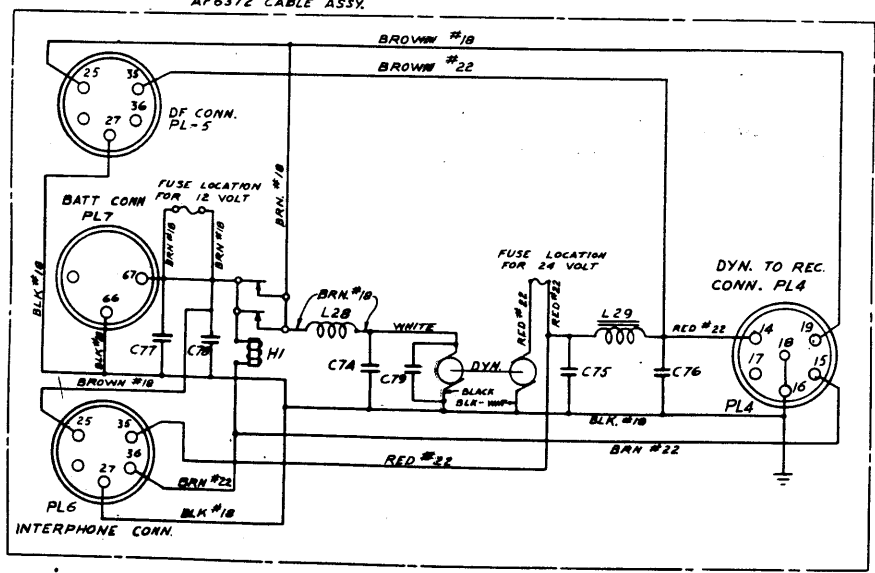 AF6372 CABLE ASSY.
BROWN #18
BROWN #22
25
35
36
27
DF CONN.
PL-5
BRN. #18
FUSE LOCATION
FOR 12 VOLT
BATT CONN
PL7
BRN #18
BRN #18
67
66
BLK #18
C77
C78
BRN. #18
L28
WHITE
H1
C7A
C79
DYN.
BLACK
BLK-WHT
FUSE LOCATION
FOR 24 VOLT
RED #22
RED #22
L29
RED #22
C75
C76
DYN. TO REC.
CONN. PL4
14
19
18
17
15
16
PL4
BROWN #18
BLK. #18
BRN #22
25
35
36
27
RED #22
BRN #22
BLK #18
PL6
INTERPHONE CONN.